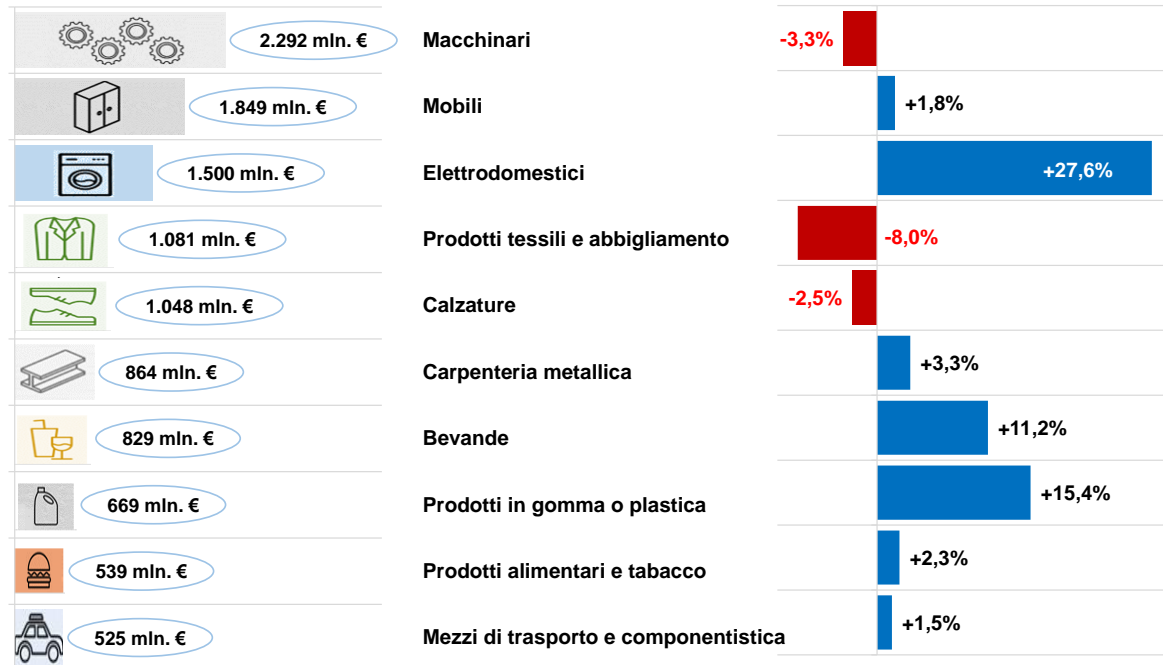 2.292 mln. € Macchinari -3,3%
1.849 mln. € Mobili +1,8%
1.500 mln. € Elettrodomestici +27,6%
1.081 mln. € Prodotti tessili e abbigliamento -8,0%
1.048 mln. € Calzature -2,5%
864 mln. € Carpenteria metallica +3,3%
829 mln. € Bevande +11,2%
669 mln. € Prodotti in gomma o plastica +15,4%
539 mln. € Prodotti alimentari e tabacco +2,3%
525 mln. € Mezzi di trasporto e componentistica +1,5%